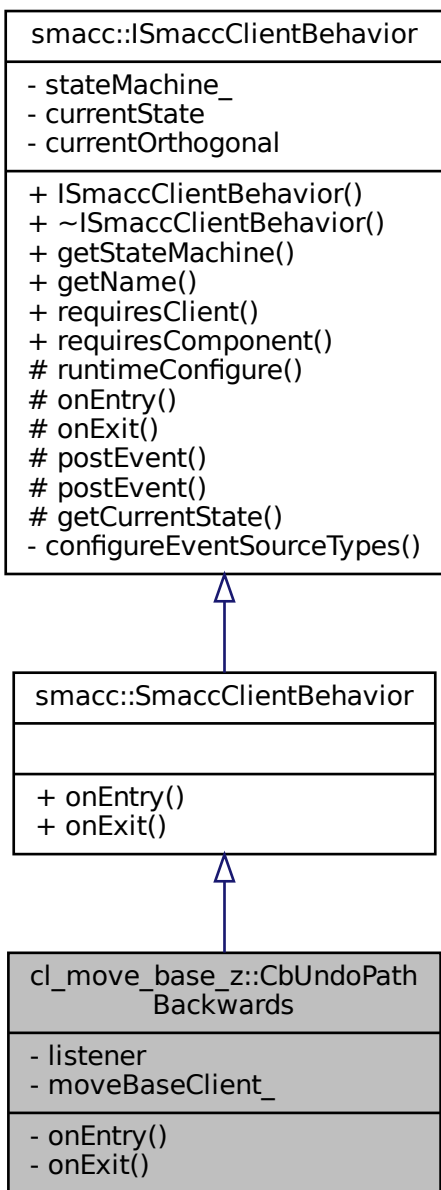 smacc::ISmaccClientBehavior
- stateMachine_
- currentState
- currentOrthogonal
+ ISmaccClientBehavior()
+ ~ISmaccClientBehavior()
+ getStateMachine()
+ getName()
+ requiresClient()
+ requiresComponent()
# runtimeConfigure()
# onEntry()
# onExit()
# postEvent()
# postEvent()
# getCurrentState()
- configureEventSourceTypes()
smacc::SmaccClientBehavior
+ onEntry()
+ onExit()
cl_move_base_z::CbUndoPath
Backwards
- listener
- moveBaseClient_
- onEntry()
- onExit()